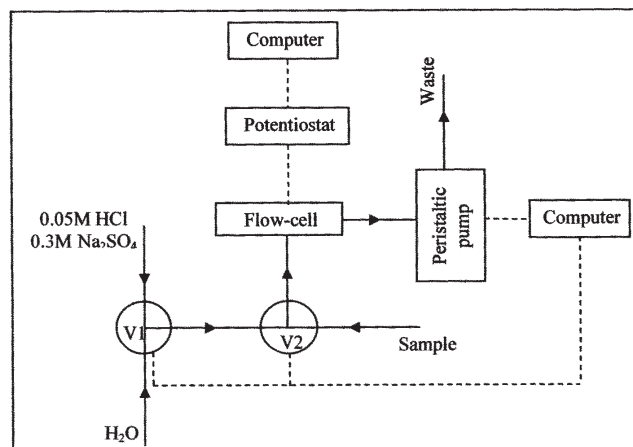 Computer
Potentiostat
Waste
0.05M HCl
0.3M Na₂SO₄
Flow-cell
Peristaltic
pump
Computer
V1
V2
Sample
H₂O